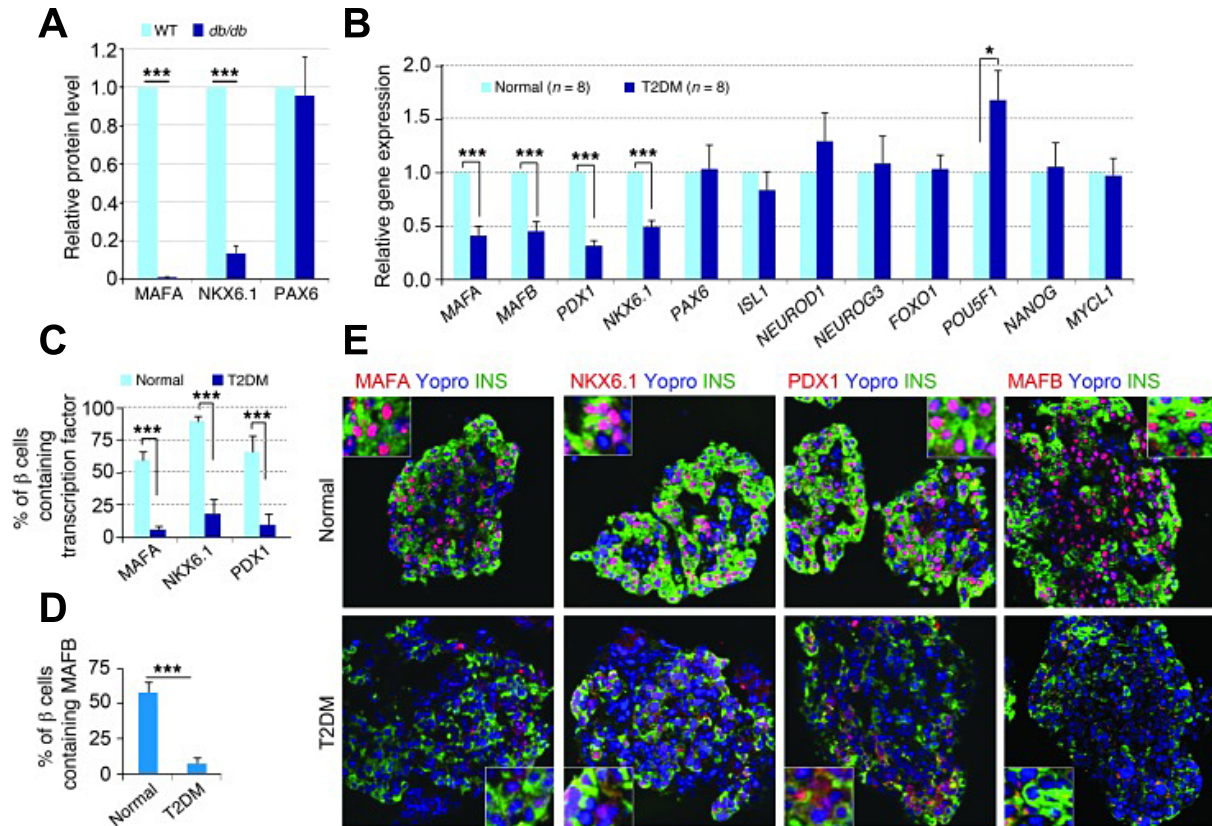 A
WT db/db
Relative protein level
1.2
1.0
0.8
0.6
0.4
0.2
0
*** ***
MAFA NKX6.1 PAX6
B
Relative gene expression
2.0
1.5
1.0
0.5
0.0
Normal (n = 8) T2DM (n = 8)
*** *** *** *** *
MAFA MAFB PDX1 NKX6.1 PAX6 ISL1 NEUROD1 NEUROG3 FOXO1 POU5F1 NANOG MYCL1
C
Normal T2DM
% of β cells
containing
transcription factor
100
75
50
25
0
*** *** ***
MAFA NKX6.1 PDX1
D
% of β cells
containing MAFB
75
50
25
0
***
Normal T2DM
E
MAFA Yopro INS NKX6.1 Yopro INS PDX1 Yopro INS MAFB Yopro INS
Normal
T2DM